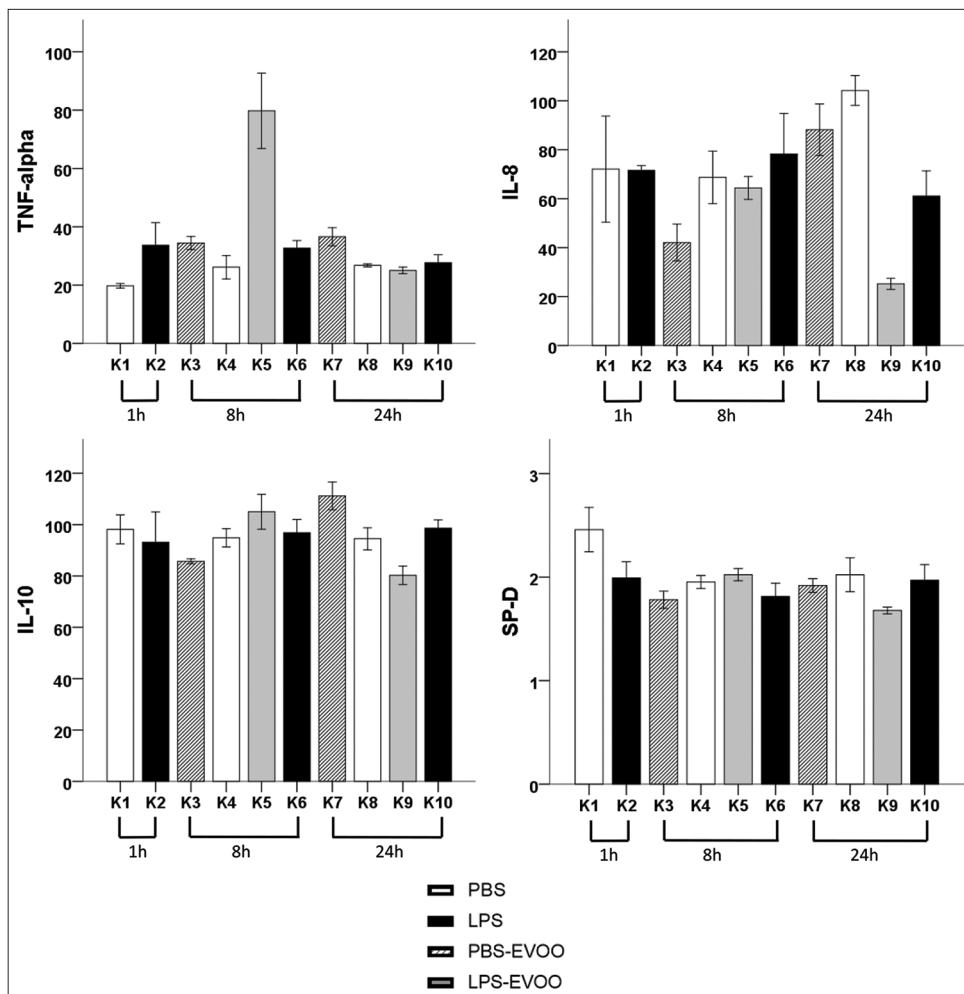 TNF-alpha
100
80
60
40
20
0
K1 K2 K3 K4 K5 K6 K7 K8 K9 K10
1h 8h 24h
IL-8
120
100
80
60
40
20
0
K1 K2 K3 K4 K5 K6 K7 K8 K9 K10
1h 8h 24h
IL-10
120
100
80
60
40
20
0
K1 K2 K3 K4 K5 K6 K7 K8 K9 K10
1h 8h 24h
SP-D
3
2
1
0
K1 K2 K3 K4 K5 K6 K7 K8 K9 K10
1h 8h 24h
PBS
LPS
PBS-EVOO
LPS-EVOO